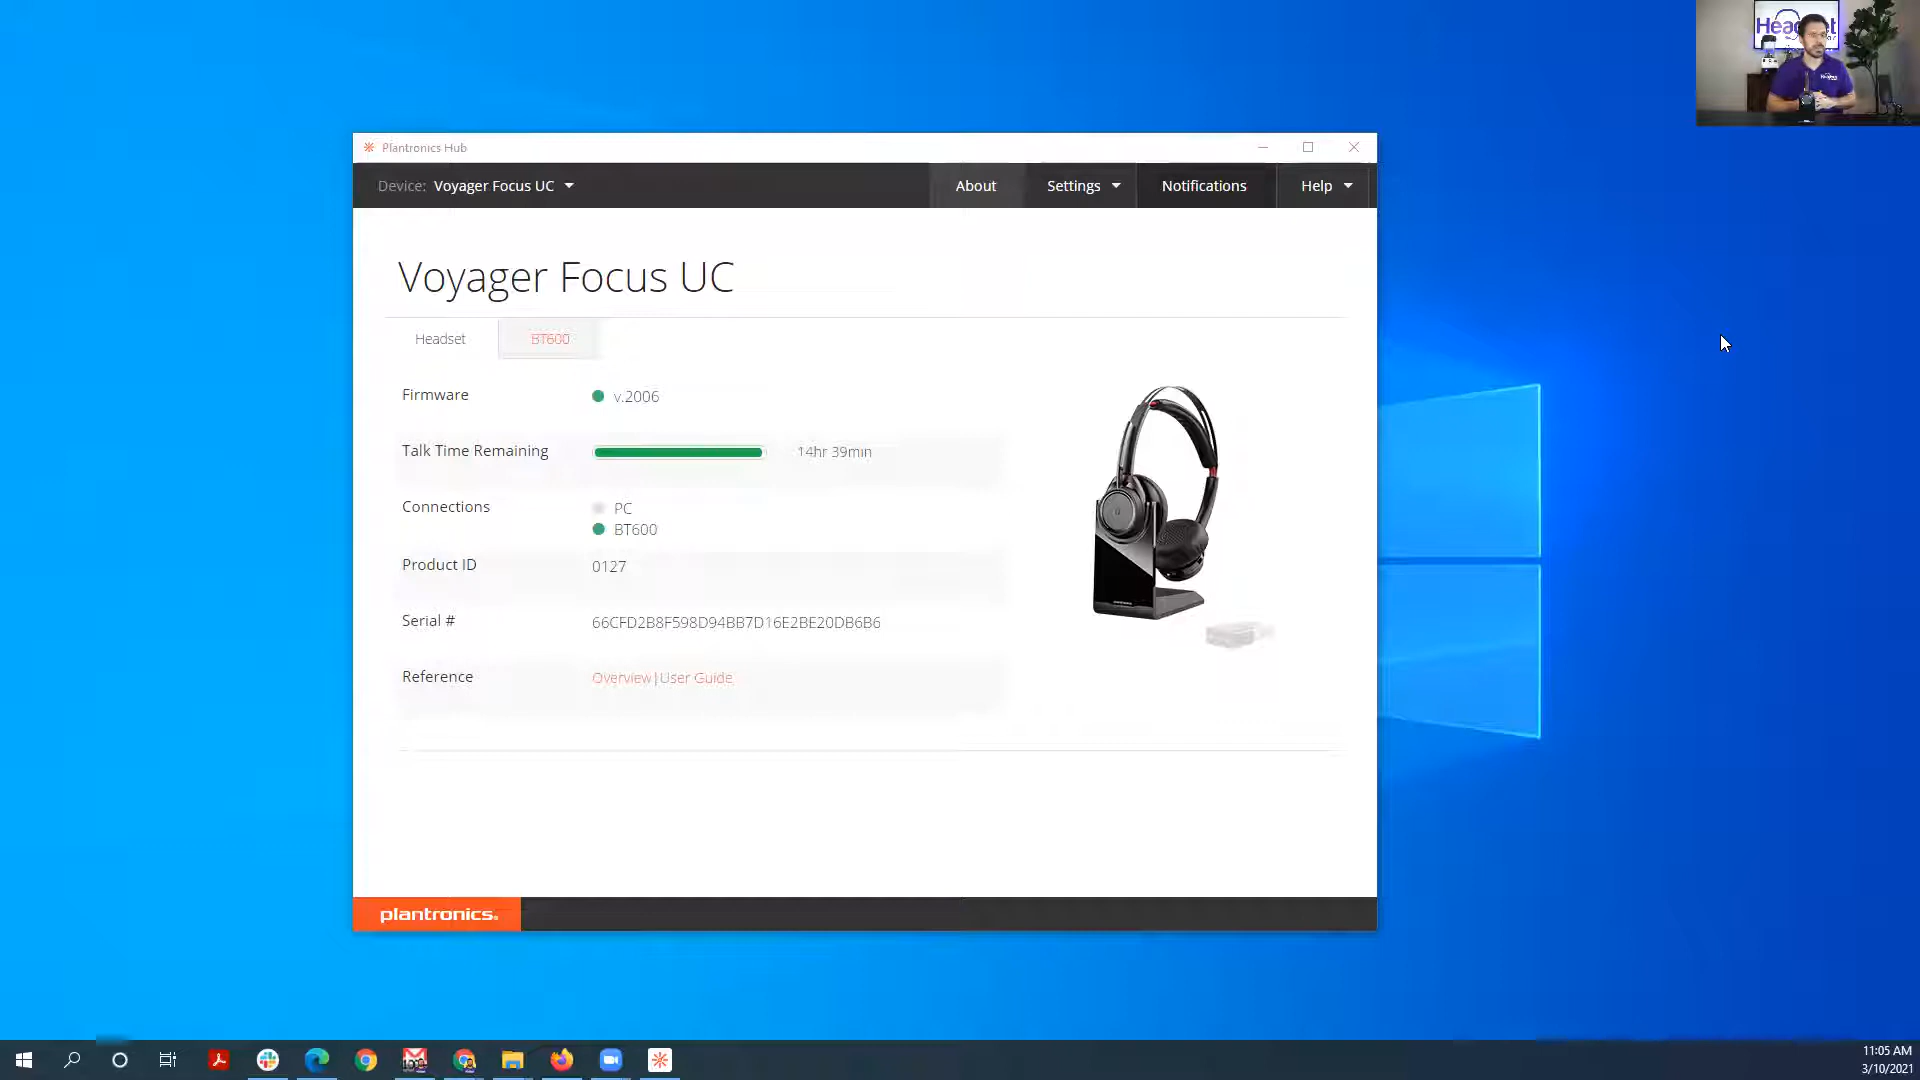 Plantronics Hub
Device: Voyager Focus UC
About
Settings
Notifications
Help
Voyager Focus UC
Headset
BT600
Firmware
v.2006
Talk Time Remaining
14hr 39min
Connections
PC
BT600
Product ID
0127
Serial #
66CFD2B8F598D94BB7D16E2BE20DB6B6
Reference
Overview|User Guide
plantronics.
11:05 AM
3/10/2021